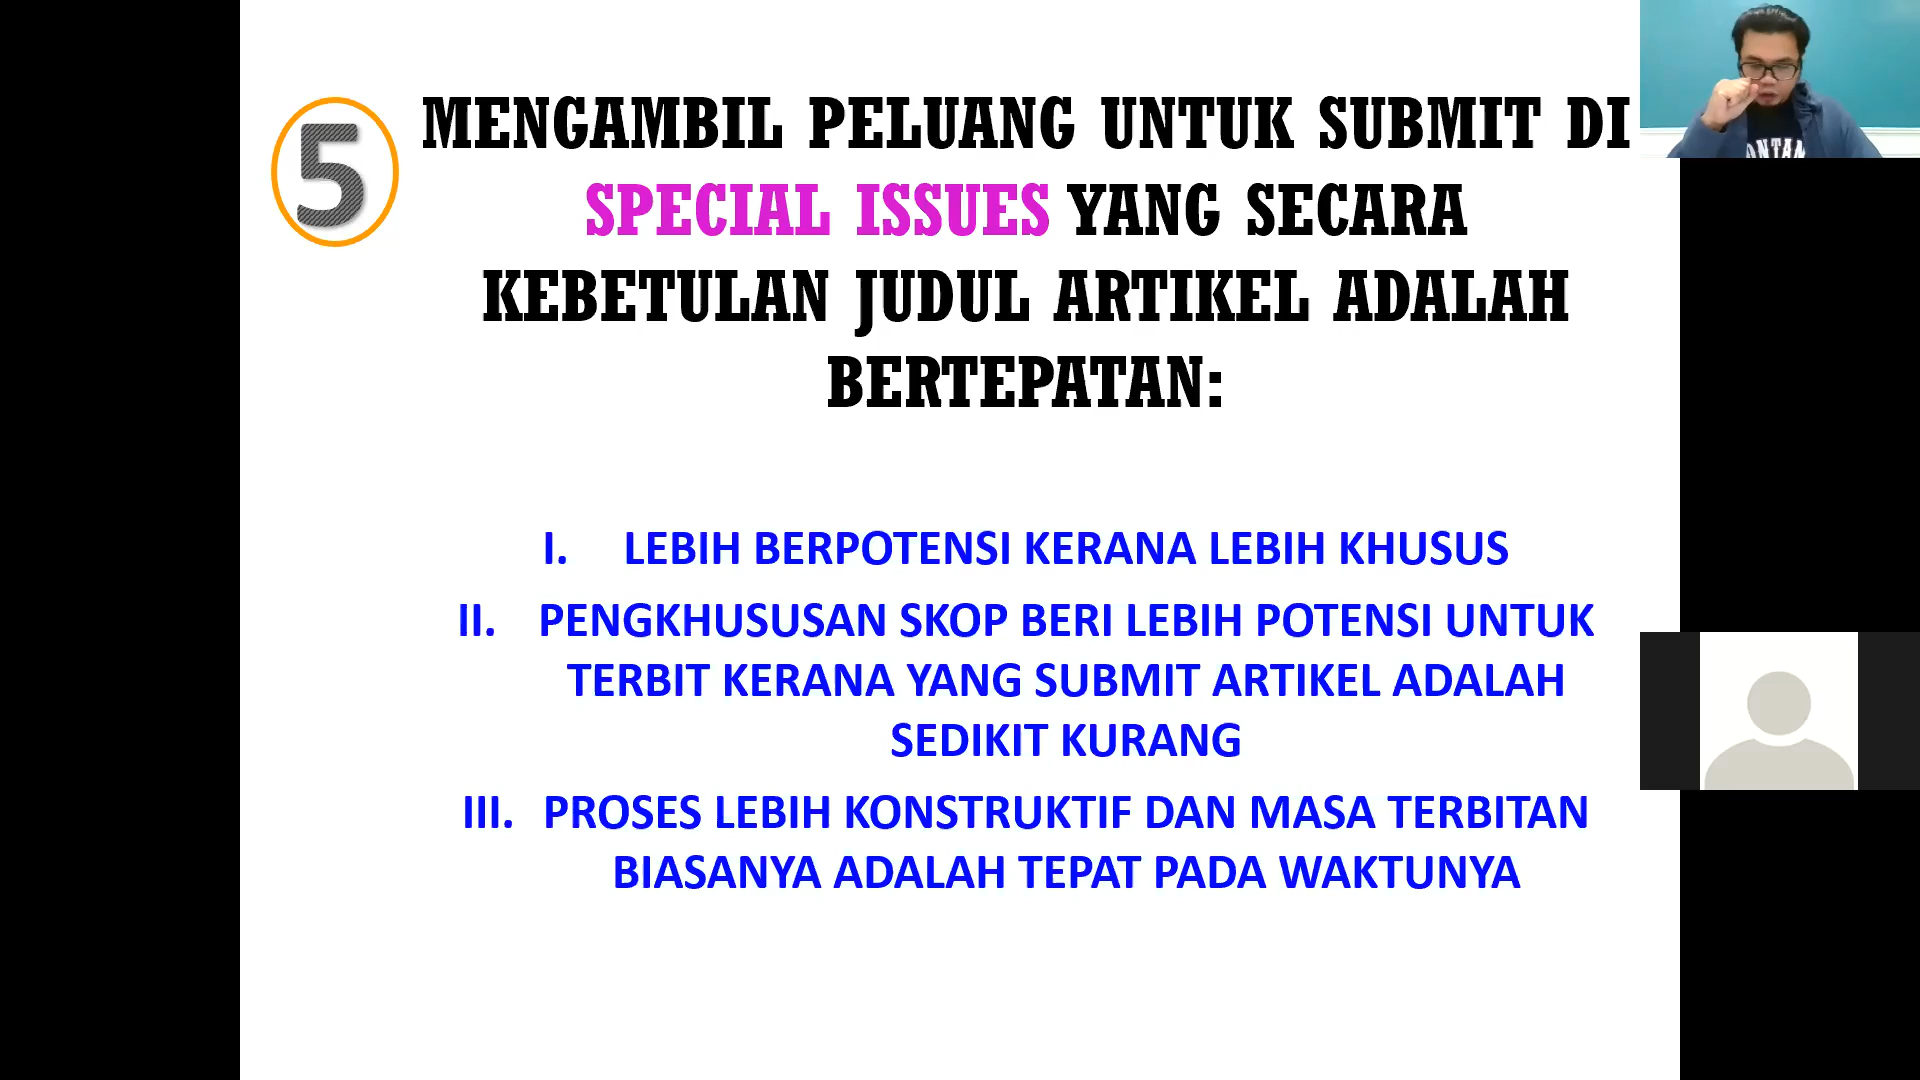 5
MENGAMBIL PELUANG UNTUK SUBMIT DI
SPECIAL ISSUES YANG SECARA
KEBETULAN JUDUL ARTIKEL ADALAH
BERTEPATAN:
I. LEBIH BERPOTENSI KERANA LEBIH KHUSUS
II. PENGKHUSUSAN SKOP BERI LEBIH POTENSI UNTUK
TERBIT KERANA YANG SUBMIT ARTIKEL ADALAH
SEDIKIT KURANG
III. PROSES LEBIH KONSTRUKTIF DAN MASA TERBITAN
BIASANYA ADALAH TEPAT PADA WAKTUNYA